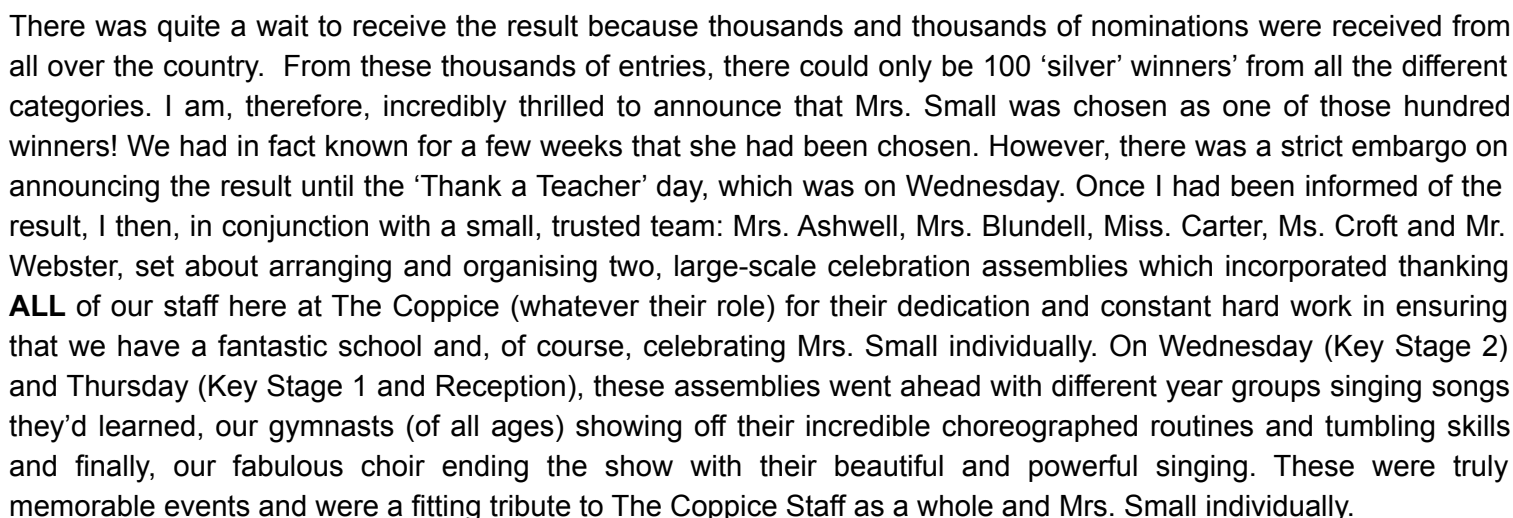 There was quite a wait to receive the result because thousands and thousands of nominations were received from
all over the country.  From these thousands of entries, there could only be 100 ‘silver’ winners’ from all the different
categories. I am, therefore, incredibly thrilled to announce that Mrs. Small was chosen as one of those hundred
winners! We had in fact known for a few weeks that she had been chosen. However, there was a strict embargo on
announcing the result until the ‘Thank a Teacher’ day, which was on Wednesday. Once I had been informed of the
result, I then, in conjunction with a small, trusted team: Mrs. Ashwell, Mrs. Blundell, Miss. Carter, Ms. Croft and Mr.
Webster, set about arranging and organising two, large-scale celebration assemblies which incorporated thanking
ALL of our staff here at The Coppice (whatever their role) for their dedication and constant hard work in ensuring
that we have a fantastic school and, of course, celebrating Mrs. Small individually. On Wednesday (Key Stage 2)
and Thursday (Key Stage 1 and Reception), these assemblies went ahead with different year groups singing songs
they’d learned, our gymnasts (of all ages) showing off their incredible choreographed routines and tumbling skills
and finally, our fabulous choir ending the show with their beautiful and powerful singing. These were truly
memorable events and were a fitting tribute to The Coppice Staff as a whole and Mrs. Small individually.